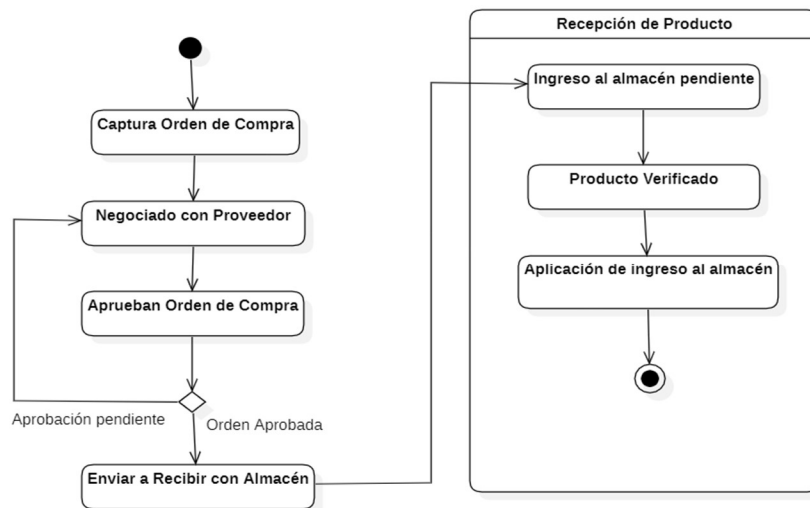 Captura Orden de Compra
Negociado con Proveedor
Aprueban Orden de Compra
Aprobación pendiente
Orden Aprobada
Enviar a Recibir con Almacén
Recepción de Producto
Ingreso al almacén pendiente
Producto Verificado
Aplicación de ingreso al almacén